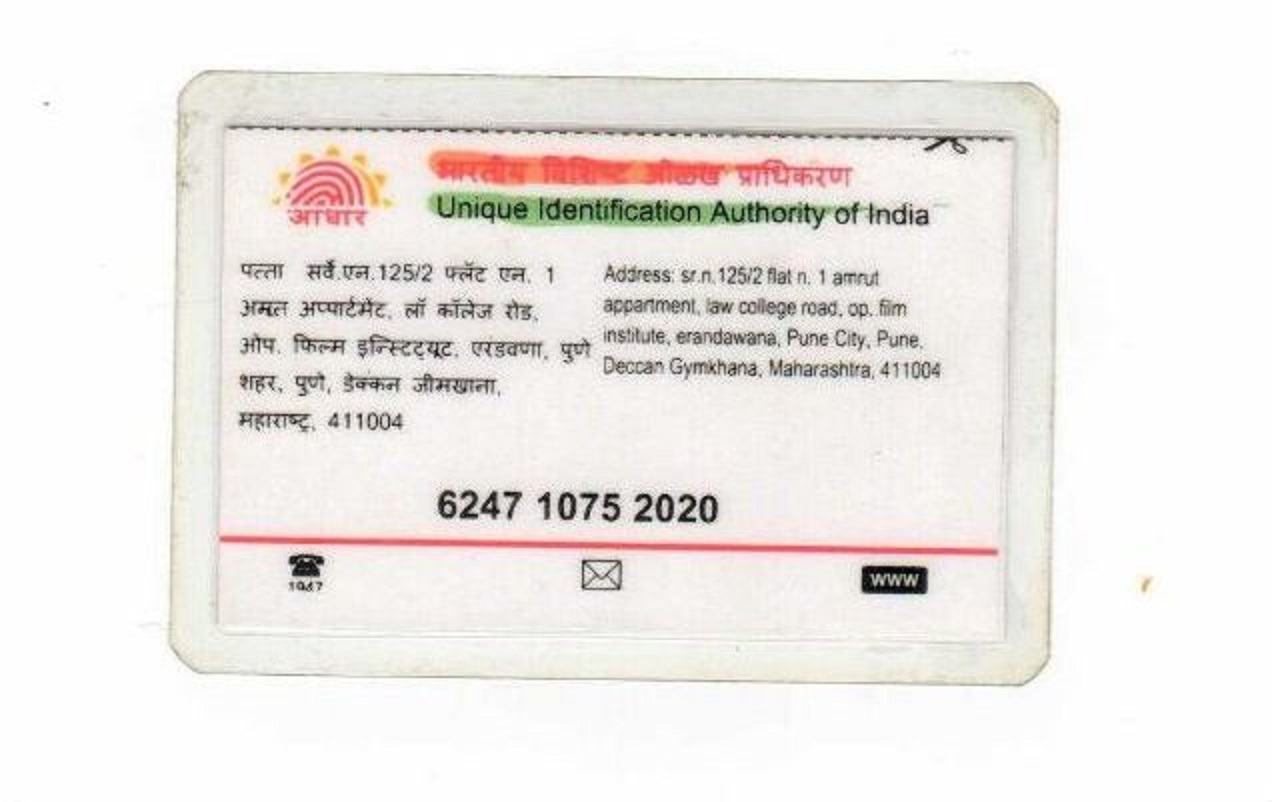 आधार
भारतीय विशिष्ट ओळख प्राधिकरण
Unique Identification Authority of India
पत्ता सर्वे.एन.125/2 फ्लॅट एन. 1
अमृत अप्पार्टमेंट, लॉ कॉलेज रोड,
ओप. फिल्म इन्स्टिट्यूट, एरंडवणा, पुणे
शहर, पुणे, डेक्कन जीमखाना,
महाराष्ट्र, 411004
Address: sr.n.125/2 flat n. 1 amrut
appartment, law college road, op. film
institute, erandawana, Pune City, Pune,
Deccan Gymkhana, Maharashtra, 411004
6247 1075 2020
1947
www